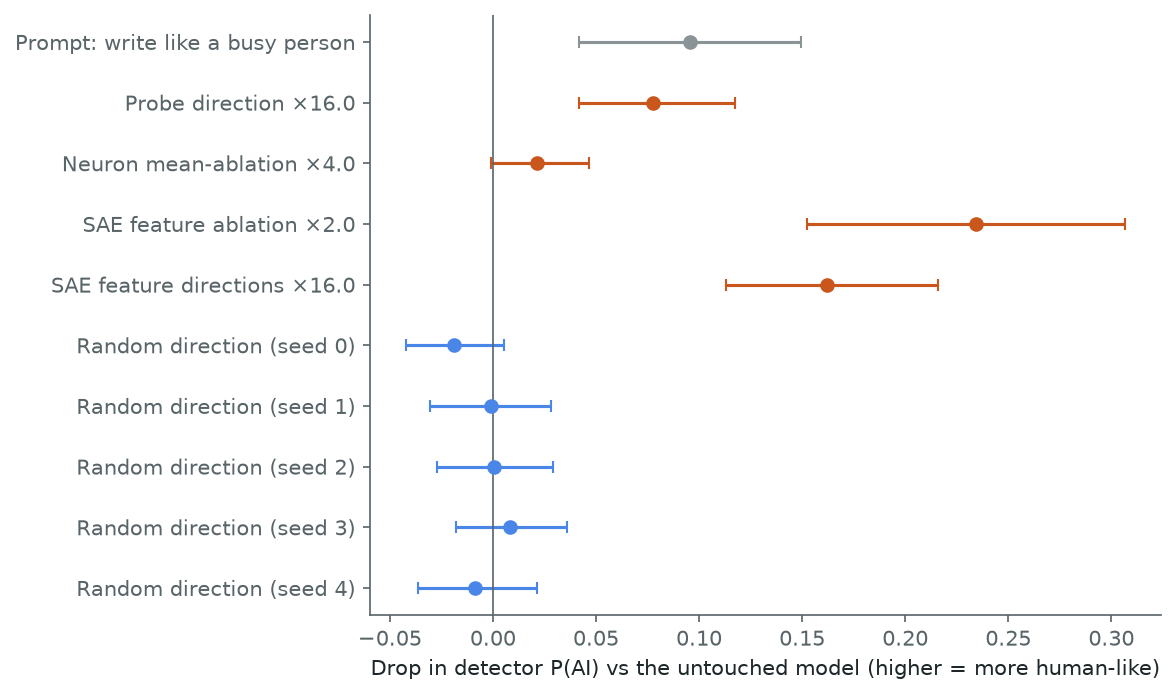 Prompt: write like a busy person
Probe direction ×16.0
Neuron mean-ablation ×4.0
SAE feature ablation ×2.0
SAE feature directions ×16.0
Random direction (seed 0)
Random direction (seed 1)
Random direction (seed 2)
Random direction (seed 3)
Random direction (seed 4)
−0.05 0.00 0.05 0.10 0.15 0.20 0.25 0.30
Drop in detector P(AI) vs the untouched model (higher = more human-like)